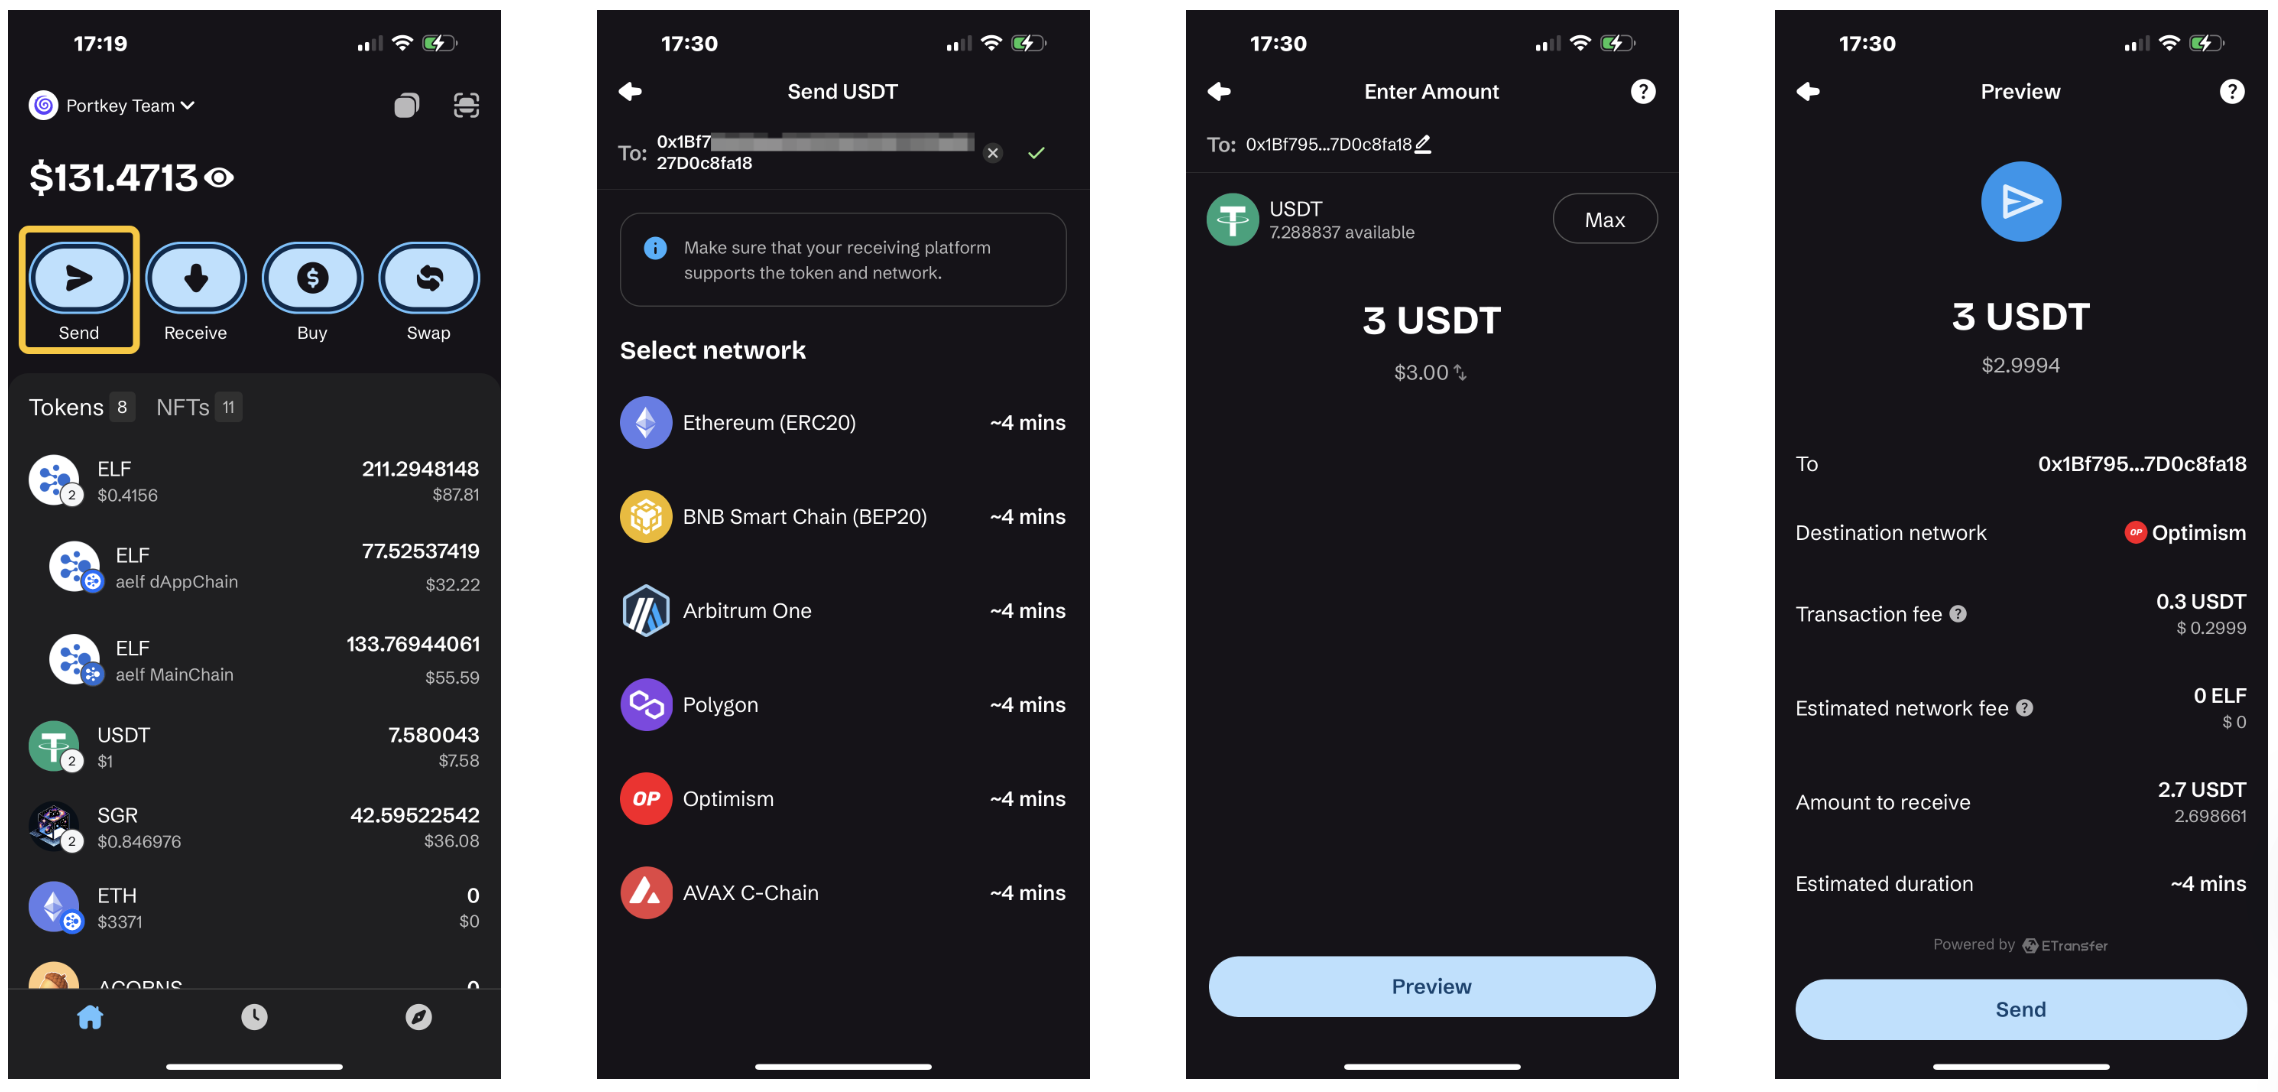 17:19
Portkey Team
$131.4713
Send
Receive
Buy
Swap
Tokens 8 NFTs 11
ELF 211.2948148
2
$0.4156 $87.81
ELF 77.52537419
aelf dAppChain $32.22
ELF 133.76944061
aelf MainChain $55.59
USDT 7.580043
2
$1 $7.58
SGR 42.59522542
2
$0.846976 $36.08
ETH 0
$3371 $0
ACORNS 0
17:30
Send USDT
To: 0x1Bf7
27D0c8fa18
Make sure that your receiving platform
supports the token and network.
Select network
Ethereum (ERC20) ~4 mins
BNB Smart Chain (BEP20) ~4 mins
Arbitrum One ~4 mins
Polygon ~4 mins
OP Optimism ~4 mins
AVAX C-Chain ~4 mins
17:30
Enter Amount
?
To: 0x1Bf795...7D0c8fa18
USDT
7.288837 available
Max
3 USDT
$3.00
Preview
17:30
Preview
?
3 USDT
$2.9994
To 0x1Bf795...7D0c8fa18
Destination network OP Optimism
Transaction fee ? 0.3 USDT
$ 0.2999
Estimated network fee ? 0 ELF
$ 0
Amount to receive 2.7 USDT
2.698661
Estimated duration ~4 mins
Powered by ETransfer
Send